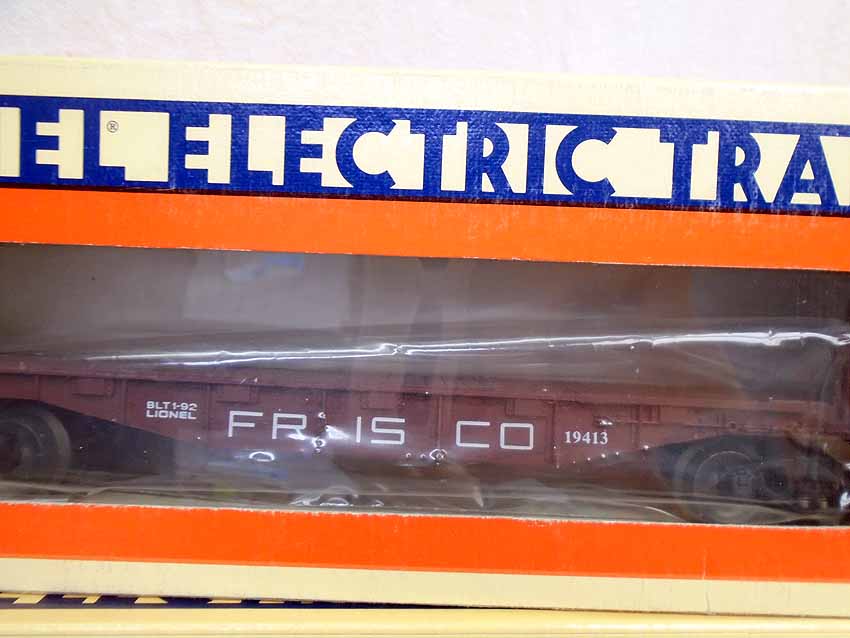 EL® ELECTRIC TRA
BLT 1-92
LIONEL
FRISCO 19413